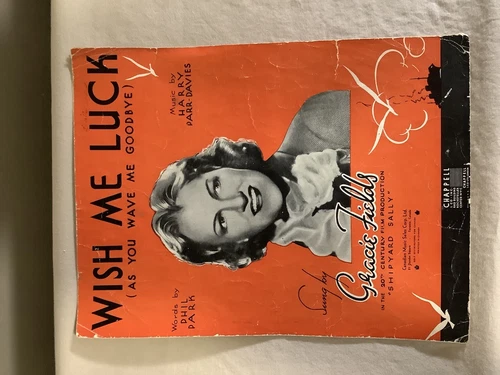 WISH ME LUCK
(AS YOU WAVE ME GOODBYE)
Words by
PHIL
PARK
Music by
HARRY
PARR-DAVIES
Sung by
Gracie Fields
IN THE 20TH CENTURY FILM PRODUCTION
"SHIPYARD SALLY"
CHAPPELL